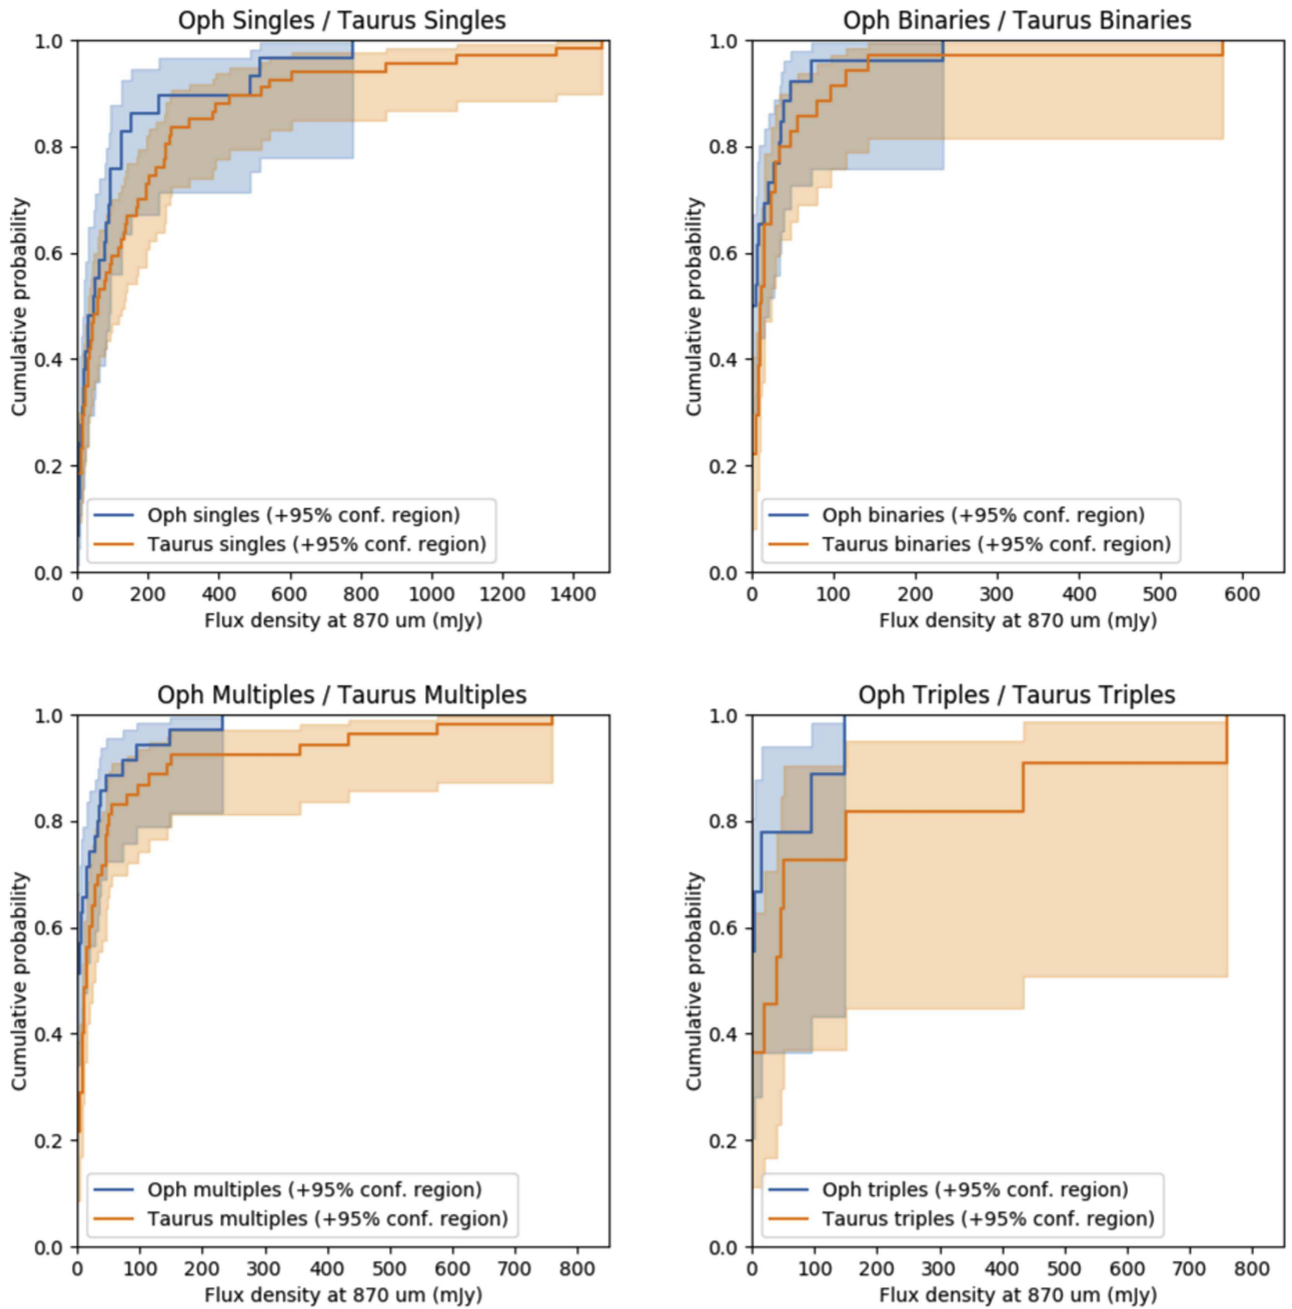 Oph Singles / Taurus Singles
1.0
0.8
0.6
0.4
0.2
0.0
Cumulative probability
Oph singles (+95% conf. region)
Taurus singles (+95% conf. region)
0 200 400 600 800 1000 1200 1400
Flux density at 870 um (mJy)
Oph Binaries / Taurus Binaries
1.0
0.8
0.6
0.4
0.2
0.0
Cumulative probability
Oph binaries (+95% conf. region)
Taurus binaries (+95% conf. region)
0 100 200 300 400 500 600
Flux density at 870 um (mJy)
Oph Multiples / Taurus Multiples
1.0
0.8
0.6
0.4
0.2
0.0
Cumulative probability
Oph multiples (+95% conf. region)
Taurus multiples (+95% conf. region)
0 100 200 300 400 500 600 700 800
Flux density at 870 um (mJy)
Oph Triples / Taurus Triples
1.0
0.8
0.6
0.4
0.2
0.0
Cumulative probability
Oph triples (+95% conf. region)
Taurus triples (+95% conf. region)
0 100 200 300 400 500 600 700 800
Flux density at 870 um (mJy)